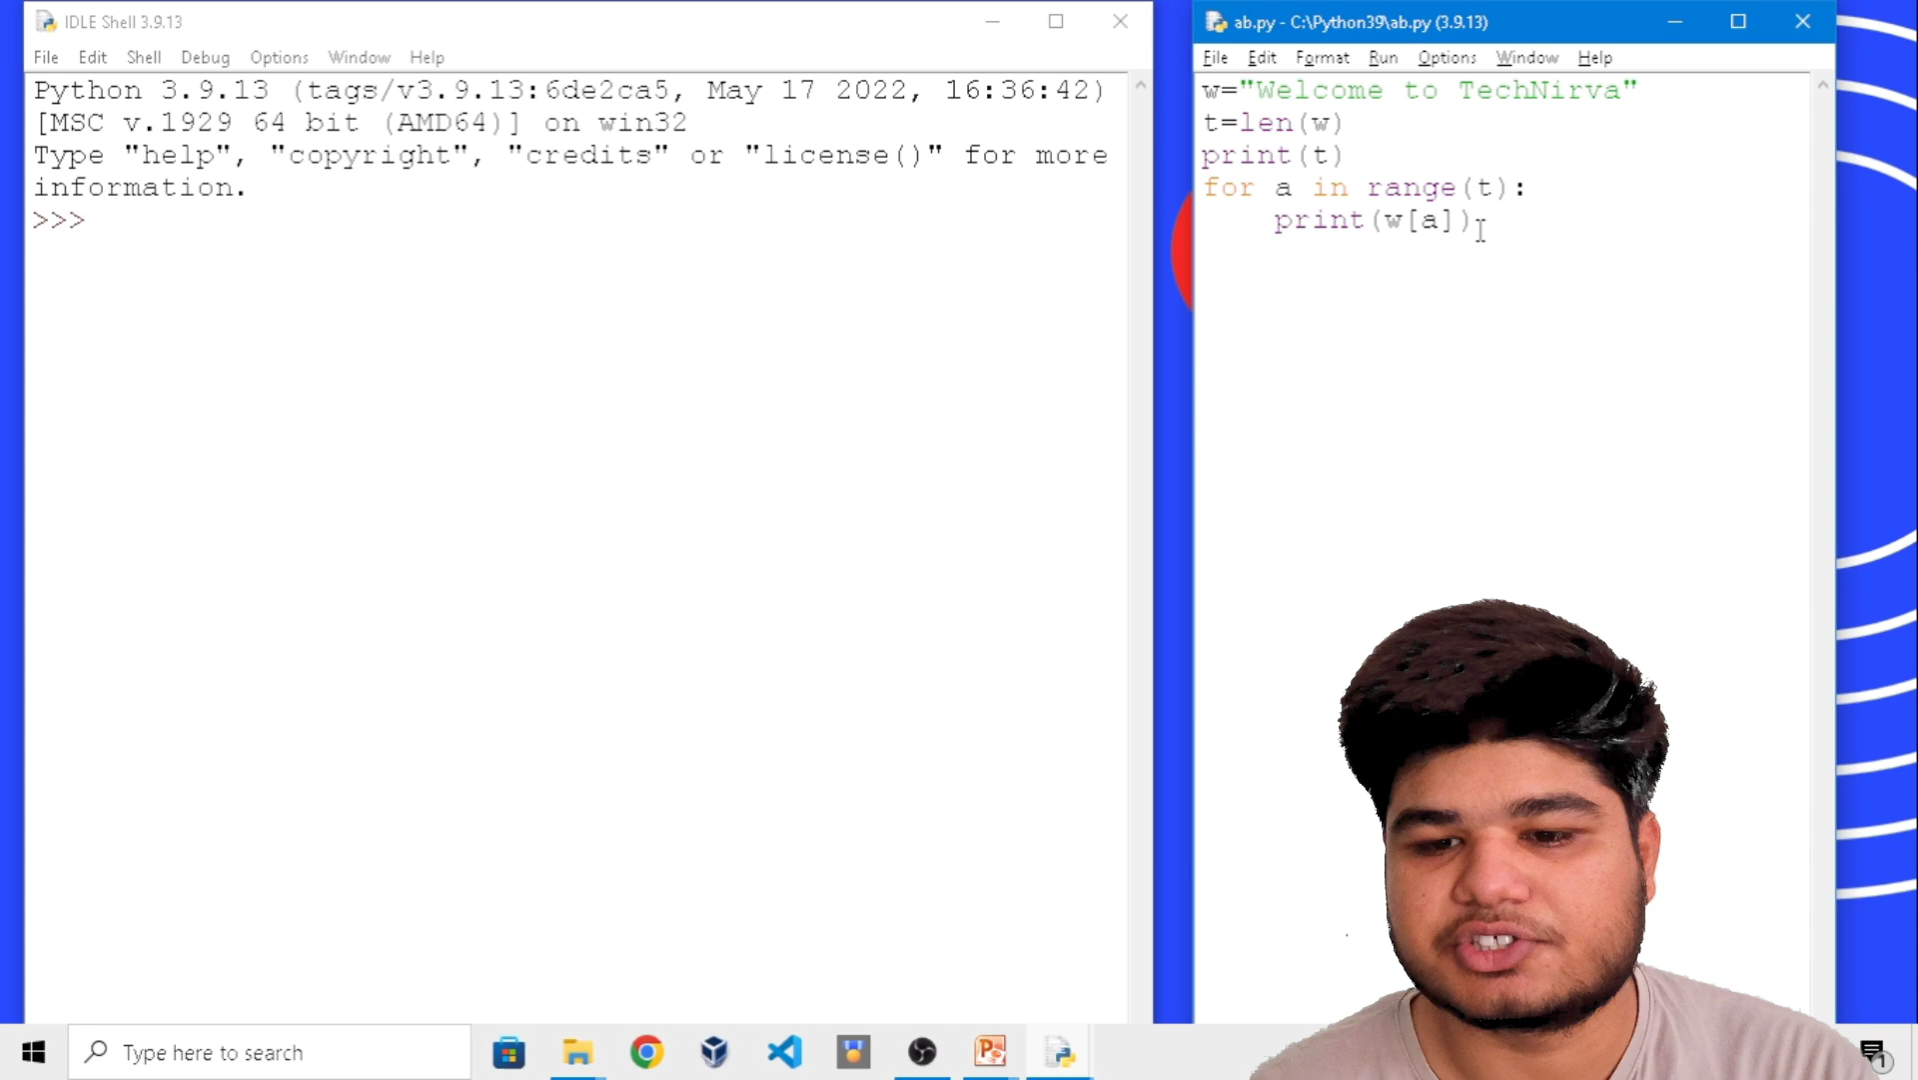 IDLE Shell 3.9.13
File Edit Shell Debug Options Window Help
Python 3.9.13 (tags/v3.9.13:6de2ca5, May 17 2022, 16:36:42)
[MSC v.1929 64 bit (AMD64)] on win32
Type "help", "copyright", "credits" or "license()" for more
information.
>>>
ab.py - C:\Python39\ab.py (3.9.13)
File Edit Format Run Options Window Help
w="Welcome to TechNirva"
t=len(w)
print(t)
for a in range(t):
    print(w[a])
Type here to search
1